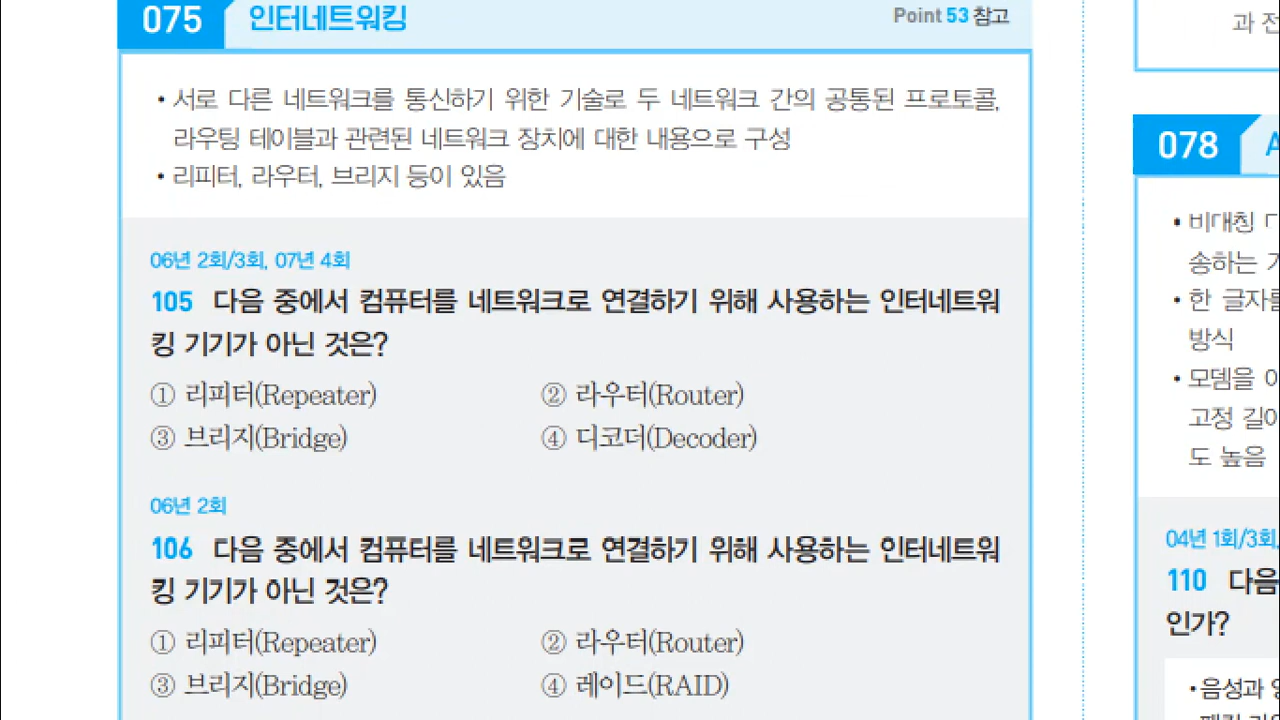 075 인터네트워킹 Point 53 참고
• 서로 다른 네트워크를 통신하기 위한 기술로 두 네트워크 간의 공통된 프로토콜,
라우팅 테이블과 관련된 네트워크 장치에 대한 내용으로 구성
• 리피터, 라우터, 브리지 등이 있음
06년 2회/3회, 07년 4회
105 다음 중에서 컴퓨터를 네트워크로 연결하기 위해 사용하는 인터네트워
킹 기기가 아닌 것은?
① 리피터(Repeater) ② 라우터(Router)
③ 브리지(Bridge) ④ 디코더(Decoder)
06년 2회
106 다음 중에서 컴퓨터를 네트워크로 연결하기 위해 사용하는 인터네트워
킹 기기가 아닌 것은?
① 리피터(Repeater) ② 라우터(Router)
③ 브리지(Bridge) ④ 레이드(RAID)
과 전
078
• 비대칭
송하는
• 한 글자를
방식
• 모뎀을
고정 길이
도 높음
04년 1회/3회,
110 다음
인가?
• 음성과